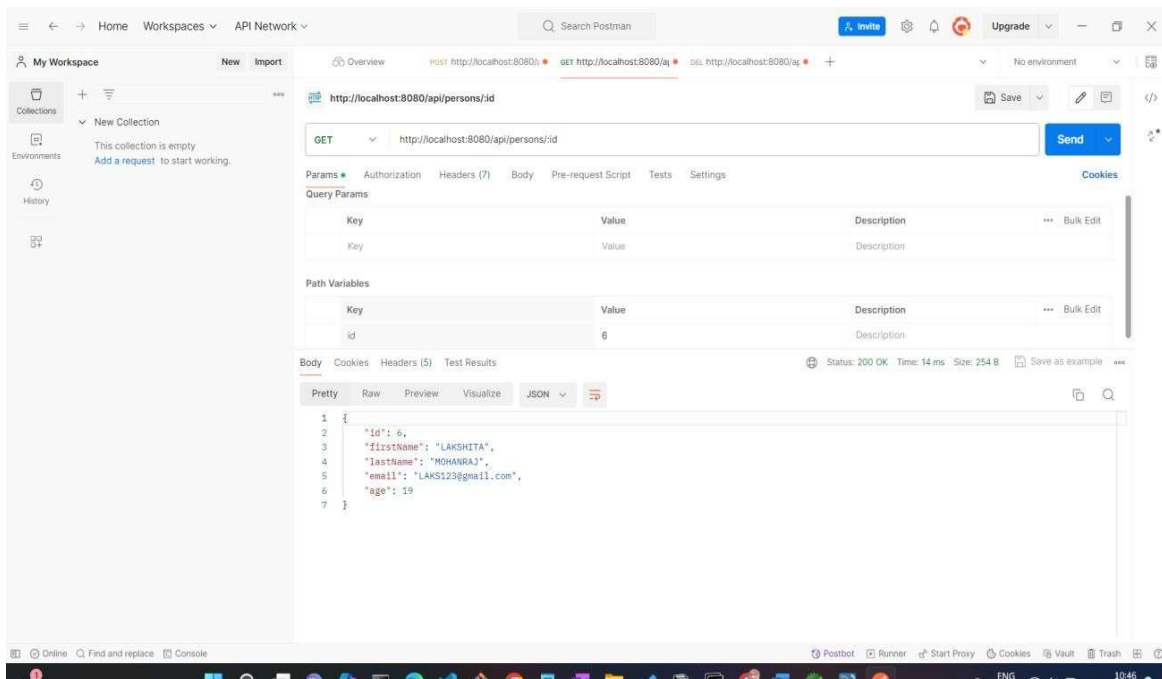 Home Workspaces API Network Search Postman Invite Upgrade
My Workspace New Import Overview POST http://localhost:8080/ GET http://localhost:8080/ap DEL http://localhost:8080/ap No environment
Collections
Environments
History
New Collection
This collection is empty
Add a request to start working.
HTTP http://localhost:8080/api/persons/:id Save
GET http://localhost:8080/api/persons/:id Send
Params Authorization Headers (7) Body Pre-request Script Tests Settings Cookies
Query Params
Key Value Description Bulk Edit
Key Value Description
Path Variables
Key Value Description Bulk Edit
id 6 Description
Body Cookies Headers (5) Test Results Status: 200 OK Time: 14 ms Size: 254 B Save as example
Pretty Raw Preview Visualize JSON
1 {
2 "id": 6,
3 "firstName": "LAKSHITA",
4 "lastName": "MOHANRAJ",
5 "email": "LAKS123@gmail.com",
6 "age": 19
7 }
Online Find and replace Console Postbot Runner Start Proxy Cookies Vault Trash
ENG 10:46